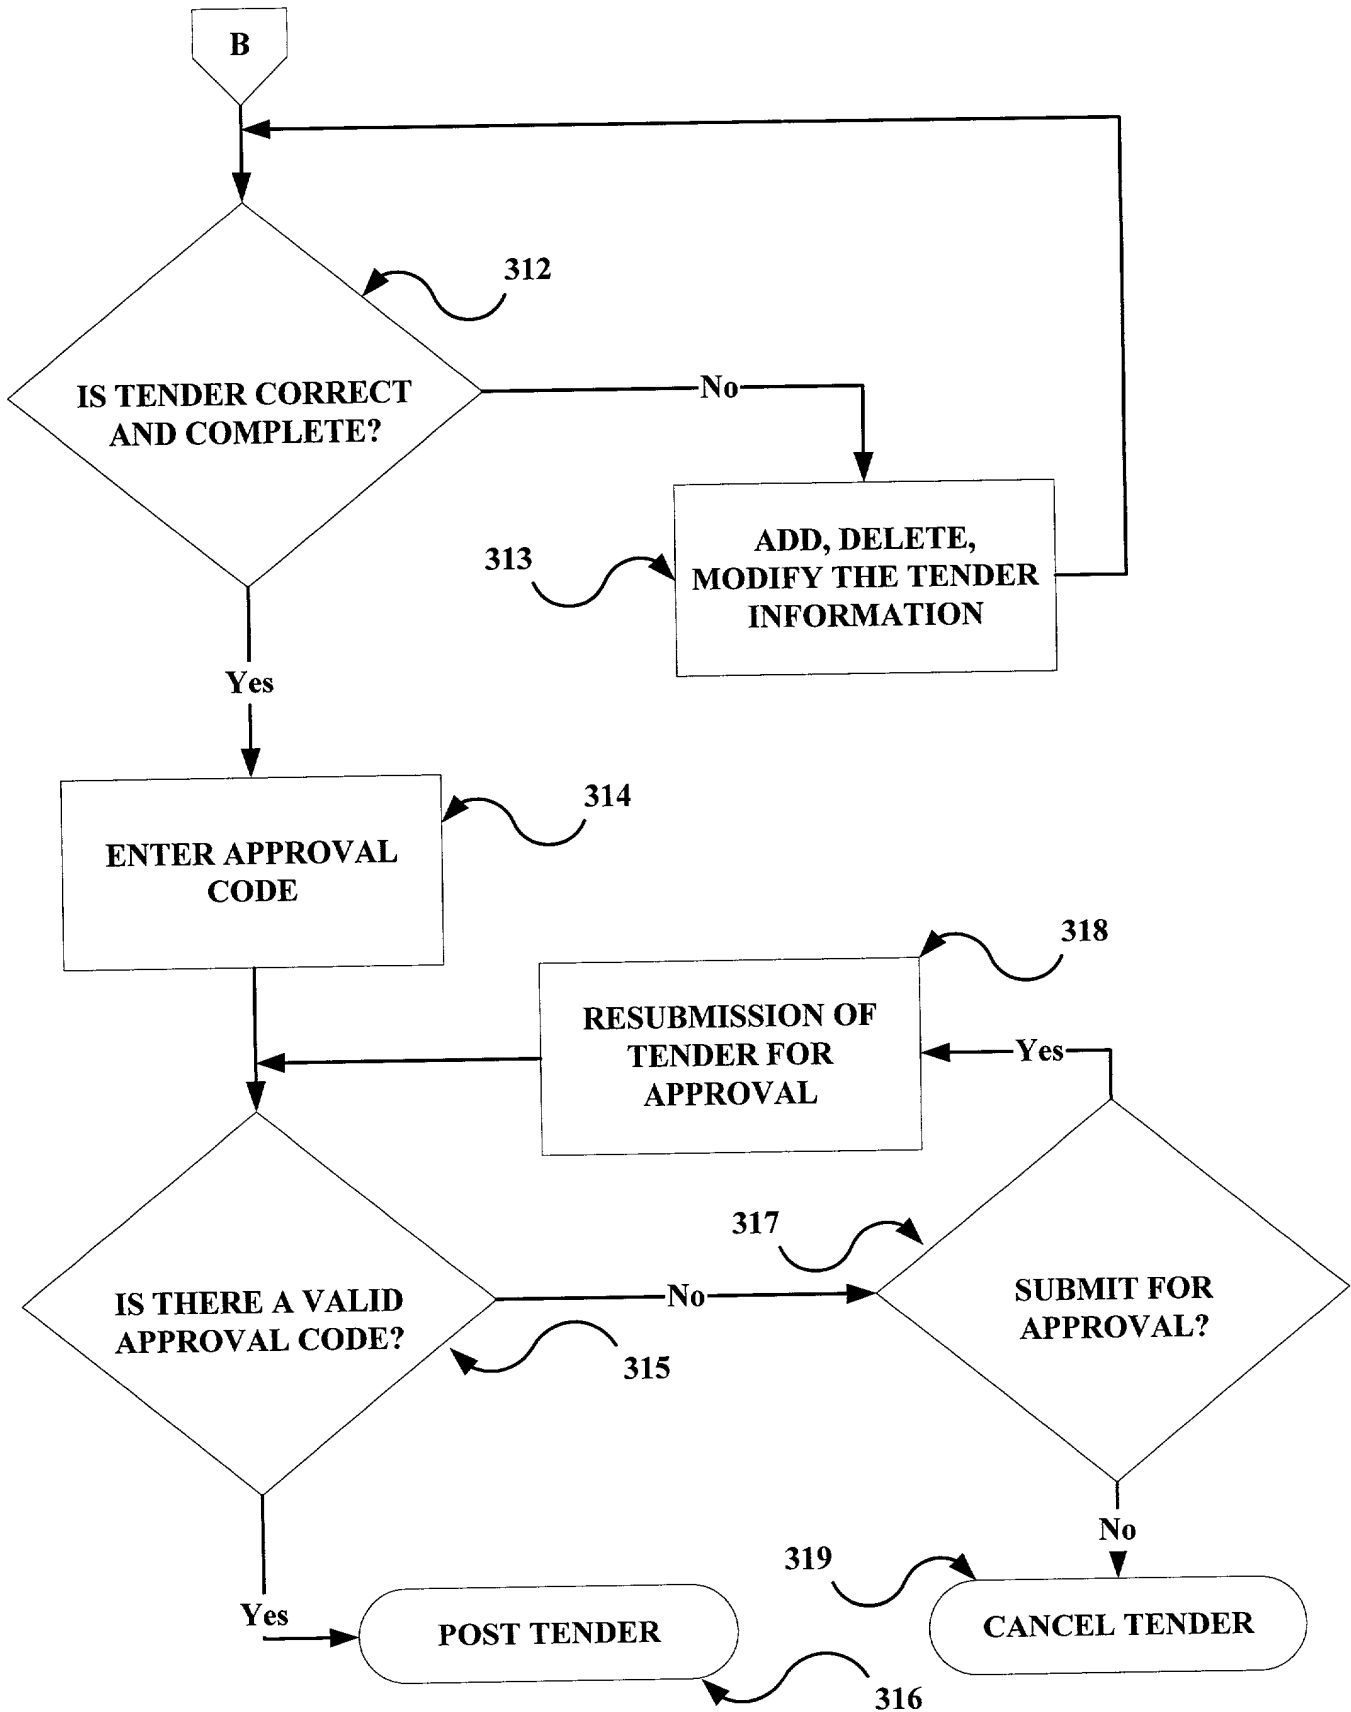 B
312
IS TENDER CORRECT
AND COMPLETE?
No
313
ADD, DELETE,
MODIFY THE TENDER
INFORMATION
Yes
314
ENTER APPROVAL
CODE
318
RESUBMISSION OF
TENDER FOR
APPROVAL
Yes
317
IS THERE A VALID
APPROVAL CODE?
No
SUBMIT FOR
APPROVAL?
315
No
319
Yes
POST TENDER
CANCEL TENDER
316